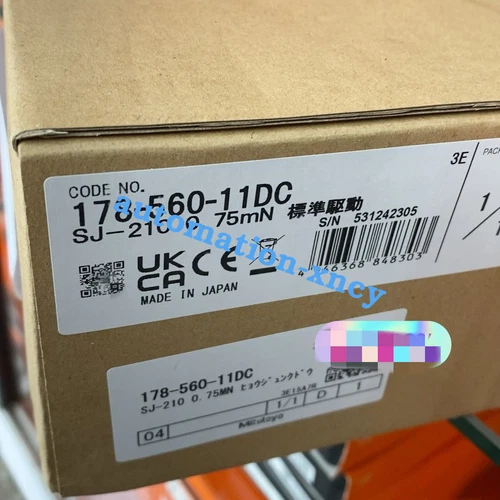 CODE NO.
178-560-11DC
SJ-210 0.75mN 標準駆動
S/N 531242305
3E
PACK
1/
UK
CA CE
MADE IN JAPAN
automation-xncy
178-560-11DC
SJ-210 0.75MN ヒョウジュンクドウ
04
1/1
D
1
Mitutoyo